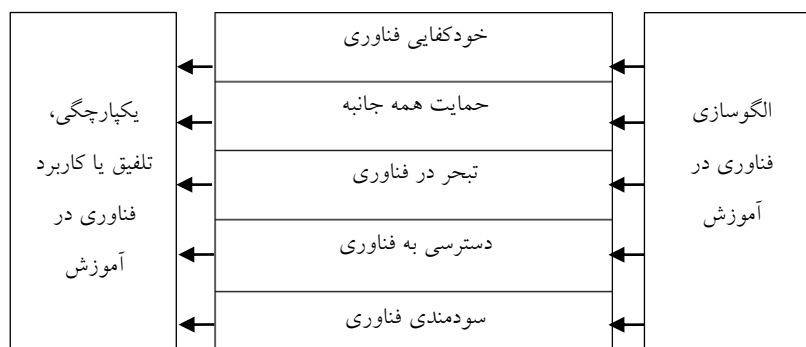 الگوسازی
فناوری در
آموزش
خودکفایی فناوری
حمایت همه جانبه
تبحر در فناوری
دسترسی به فناوری
سودمندی فناوری
یکپارچگی،
تلفیق یا کاربرد
فناوری در
آموزش